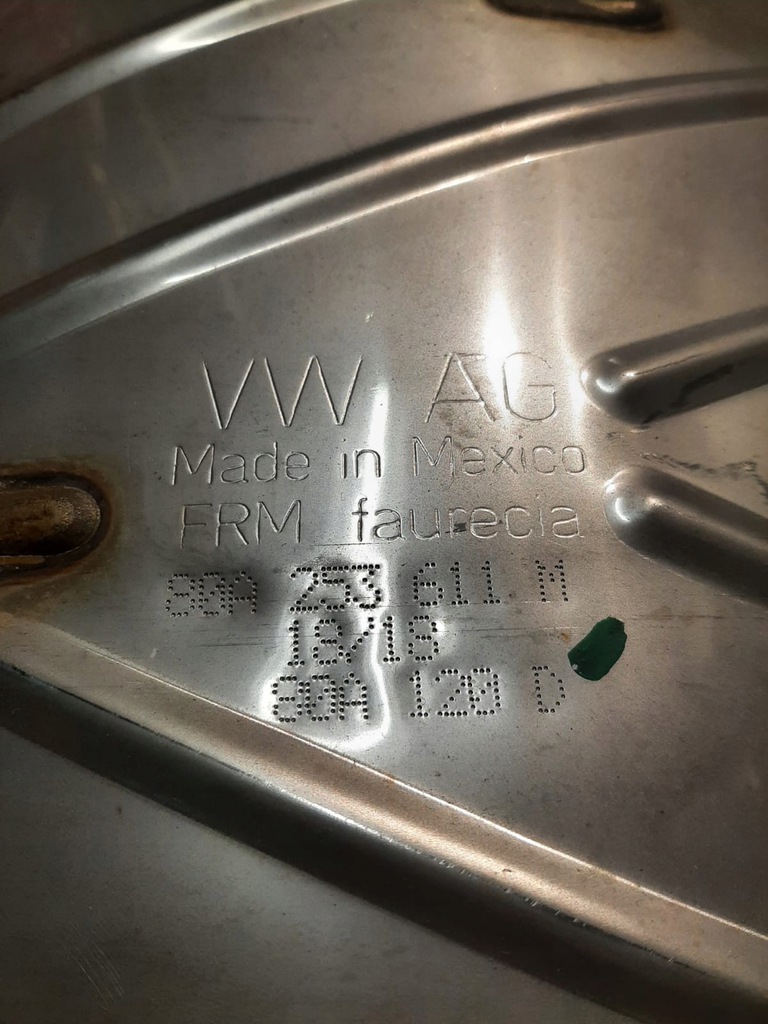 VW AG
Made in Mexico
FRM faurecia
80A 253 611 M
18/18
80A 120 D